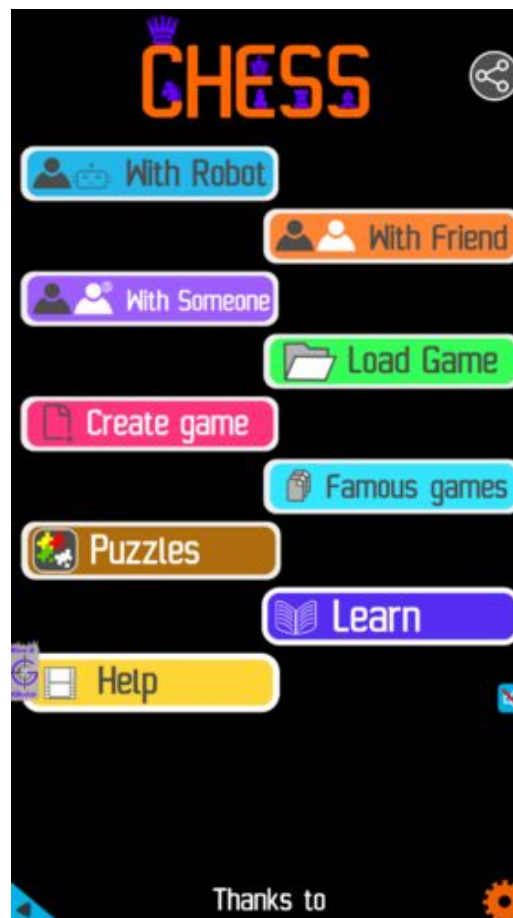 CHESS
With Robot
With Friend
With Someone
Load Game
Create game
Famous games
Puzzles
Learn
Help
Thanks to